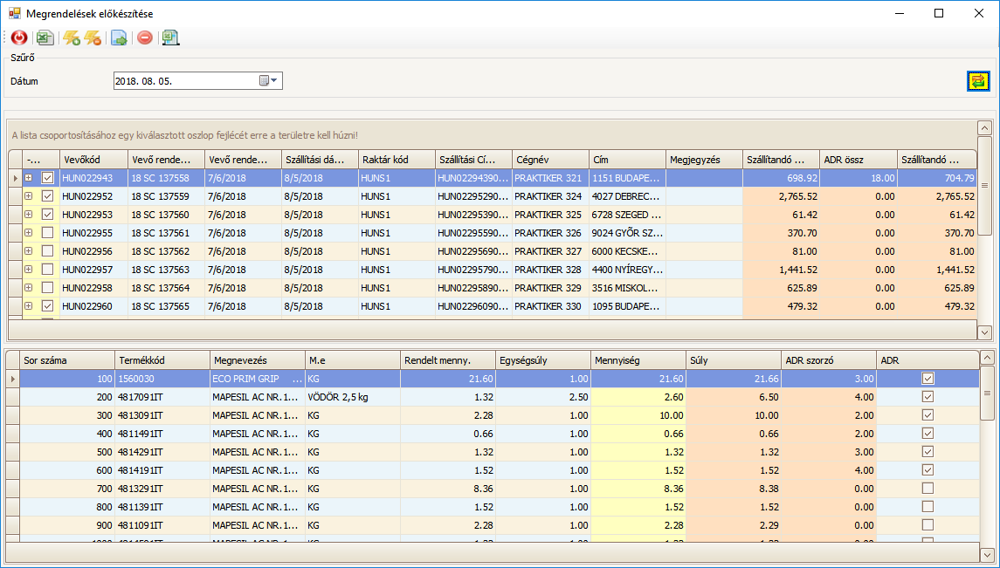 Megrendelések előkészítése
Szűrő
Dátum 2018. 08. 05.
A lista csoportosításához egy kiválasztott oszlop fejlécét erre a területre kell húzni!
-... Vevőkód Vevő rende... Vevő rende... Szállítási dá... Raktár kód Szállítási Cí... Cégnév Cím Megjegyzés Szállítandó ... ADR össz Szállítandó ...
HUN022943 18 SC 137558 7/6/2018 8/5/2018 HUNS1 HUN02294390... PRAKTIKER 321 1151 BUDAPE... 698.92 18.00 704.79
HUN022952 18 SC 137559 7/6/2018 8/5/2018 HUNS1 HUN02295290... PRAKTIKER 324 4027 DEBREC... 2,765.52 0.00 2,765.52
HUN022953 18 SC 137560 7/6/2018 8/5/2018 HUNS1 HUN02295390... PRAKTIKER 325 6728 SZEGED ... 61.42 0.00 61.42
HUN022955 18 SC 137561 7/6/2018 8/5/2018 HUNS1 HUN02295590... PRAKTIKER 326 9024 GYŐR SZ... 370.70 0.00 370.70
HUN022956 18 SC 137562 7/6/2018 8/5/2018 HUNS1 HUN02295690... PRAKTIKER 327 6000 KECSKE... 81.00 0.00 81.00
HUN022957 18 SC 137563 7/6/2018 8/5/2018 HUNS1 HUN02295790... PRAKTIKER 328 4400 NYÍREGY... 1,441.52 0.00 1,441.52
HUN022958 18 SC 137564 7/6/2018 8/5/2018 HUNS1 HUN02295890... PRAKTIKER 329 3516 MISKOL... 625.89 0.00 625.89
HUN022960 18 SC 137565 7/6/2018 8/5/2018 HUNS1 HUN02296090... PRAKTIKER 330 1095 BUDAPE... 479.32 0.00 479.32
Sor száma Termékkód Megnevezés M.e Rendelt menny. Egységsúly Mennyiség Súly ADR szorzó ADR
100 1560030 ECO PRIM GRIP ... KG 21.60 1.00 21.60 21.66 3.00
200 4817091IT MAPESIL AC NR.1... VÖDÖR 2,5 kg 1.32 2.50 2.60 6.50 4.00
300 4813091IT MAPESIL AC NR.1... KG 2.28 1.00 10.00 10.00 2.00
400 4811491IT MAPESIL AC NR.1... KG 0.66 1.00 0.66 0.66 2.00
500 4814291IT MAPESIL AC NR.1... KG 1.32 1.00 1.32 1.32 3.00
600 4814191IT MAPESIL AC NR.1... KG 1.52 1.00 1.52 1.52 4.00
700 4813291IT MAPESIL AC NR.1... KG 8.36 1.00 8.36 8.38 0.00
800 4811391IT MAPESIL AC NR.1... KG 1.52 1.00 1.52 1.52 0.00
900 4811091IT MAPESIL AC NR.1... KG 2.28 1.00 2.28 2.29 0.00